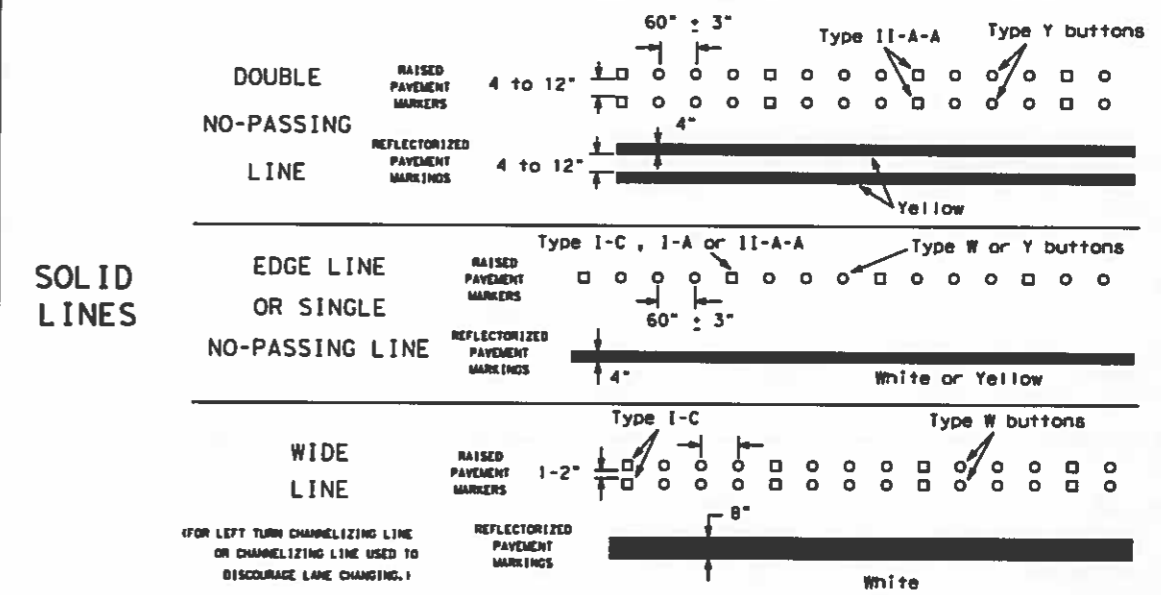 SOLID
LINES
DOUBLE
NO-PASSING
LINE
RAISED
PAVEMENT
MARKERS
4 to 12"
60" ± 3"
Type II-A-A
Type Y buttons
REFLECTORIZED
PAVEMENT
MARKINGS
4 to 12"
4"
Yellow
EDGE LINE
OR SINGLE
NO-PASSING LINE
RAISED
PAVEMENT
MARKERS
Type I-C , I-A or II-A-A
Type W or Y buttons
60" ± 3"
REFLECTORIZED
PAVEMENT
MARKINGS
4"
White or Yellow
WIDE
LINE
(FOR LEFT TURN CHANNELIZING LINE
OR CHANNELIZING LINE USED TO
DISCOURAGE LANE CHANGING.)
RAISED
PAVEMENT
MARKERS
1-2"
Type I-C
Type W buttons
REFLECTORIZED
PAVEMENT
MARKINGS
8"
White